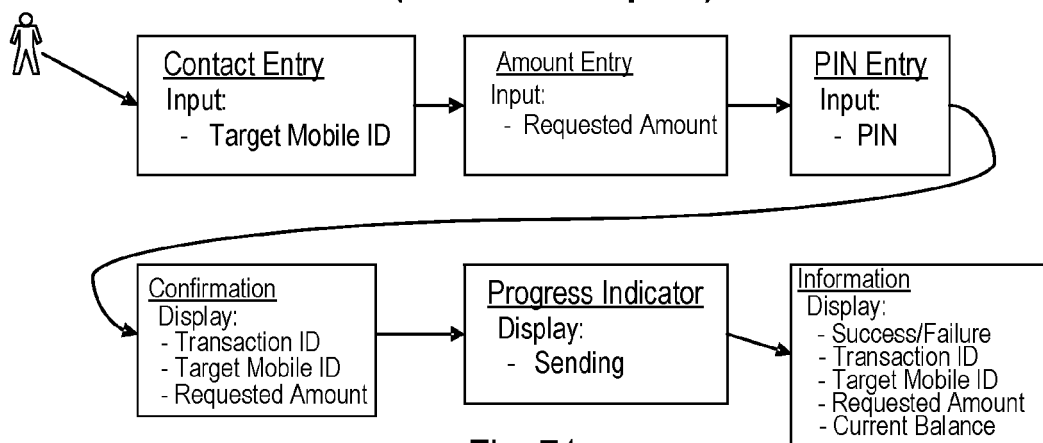 Contact Entry
Input:
- Target Mobile ID
Amount Entry
Input:
- Requested Amount
PIN Entry
Input:
- PIN
Confirmation
Display:
- Transaction ID
- Target Mobile ID
- Requested Amount
Progress Indicator
Display:
- Sending
Information
Display:
- Success/Failure
- Transaction ID
- Target Mobile ID
- Requested Amount
- Current Balance